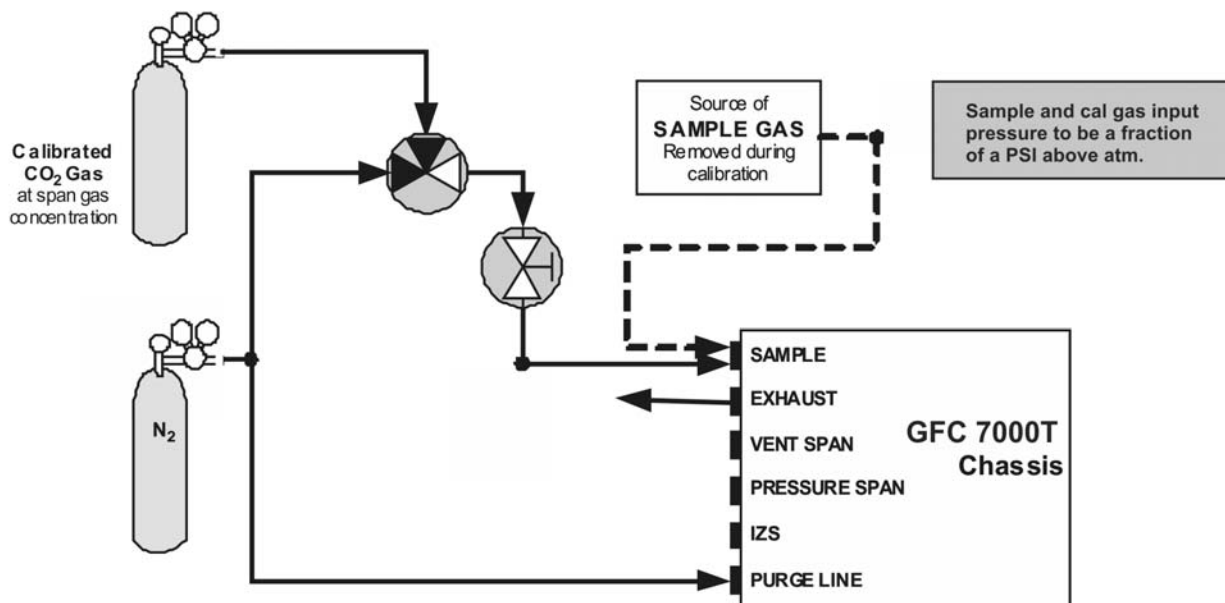 Calibrated
CO₂ Gas
at span gas
concentration
Source of
SAMPLE GAS
Removed during
calibration
Sample and cal gas input
pressure to be a fraction
of a PSI above atm.
N₂
SAMPLE
EXHAUST
VENT SPAN
PRESSURE SPAN
IZS
PURGE LINE
GFC 7000T
Chassis